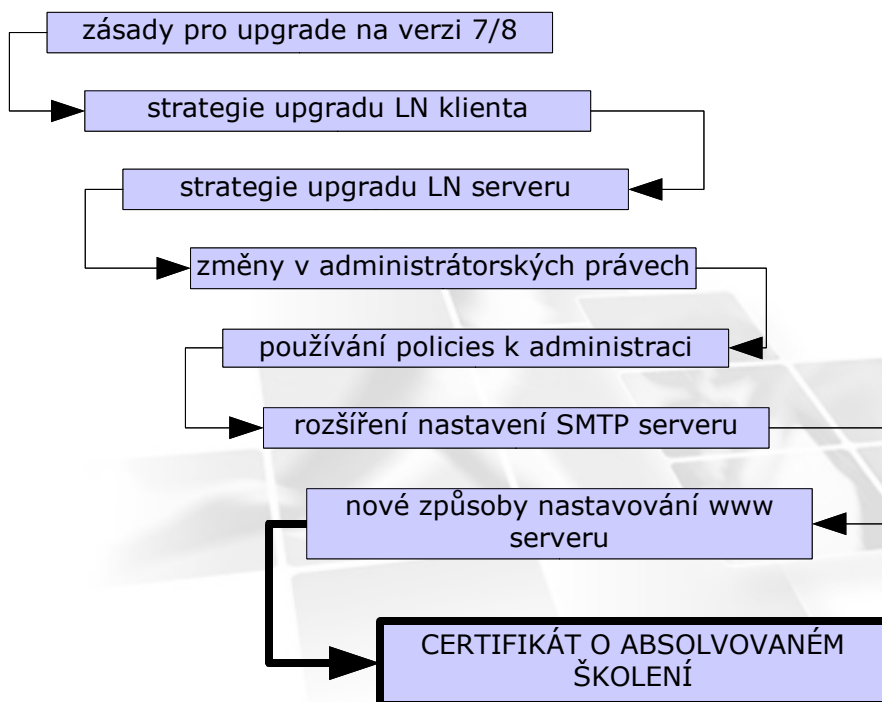 zásady pro upgrade na verzi 7/8
strategie upgradu LN klienta
strategie upgradu LN serveru
změny v administrátorských právech
používání policies k administraci
rozšíření nastavení SMTP serveru
nové způsoby nastavování www
serveru
CERTIFIKÁT O ABSOLVOVANÉM
ŠKOLENÍ